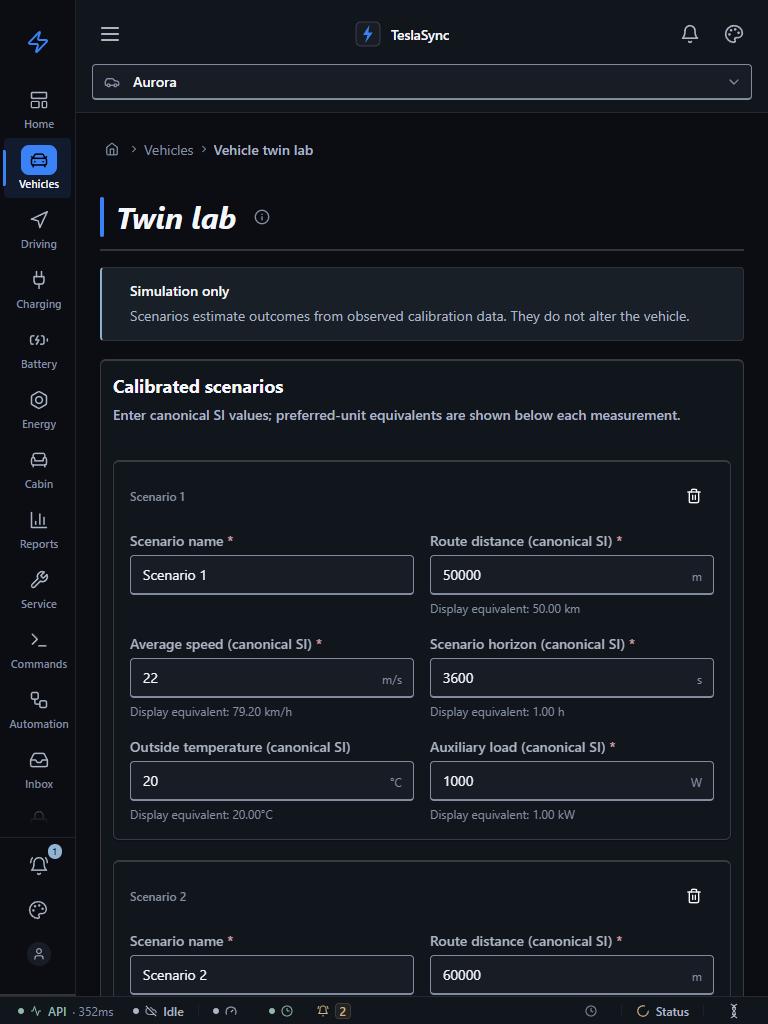 TeslaSync
Aurora
Home
Vehicles
Driving
Charging
Battery
Energy
Cabin
Reports
Service
Commands
Automation
Inbox
1
Vehicles
Vehicle twin lab
Twin lab
Simulation only
Scenarios estimate outcomes from observed calibration data. They do not alter the vehicle.
Calibrated scenarios
Enter canonical SI values; preferred-unit equivalents are shown below each measurement.
Scenario 1
Scenario name *
Scenario 1
Route distance (canonical SI) *
50000 m
Display equivalent: 50.00 km
Average speed (canonical SI) *
22 m/s
Display equivalent: 79.20 km/h
Scenario horizon (canonical SI) *
3600 s
Display equivalent: 1.00 h
Outside temperature (canonical SI)
20 °C
Display equivalent: 20.00°C
Auxiliary load (canonical SI) *
1000 W
Display equivalent: 1.00 kW
Scenario 2
Scenario name *
Scenario 2
Route distance (canonical SI) *
60000 m
API · 352ms
Idle
2
Status